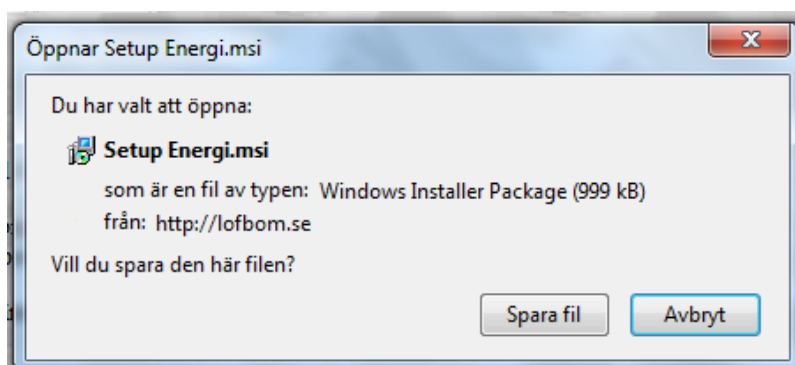 Öppnar Setup Energi.msi
Du har valt att öppna:
Setup Energi.msi
som är en fil av typen: Windows Installer Package (999 kB)
från: http://lofbom.se
Vill du spara den här filen?
Spara fil Avbryt